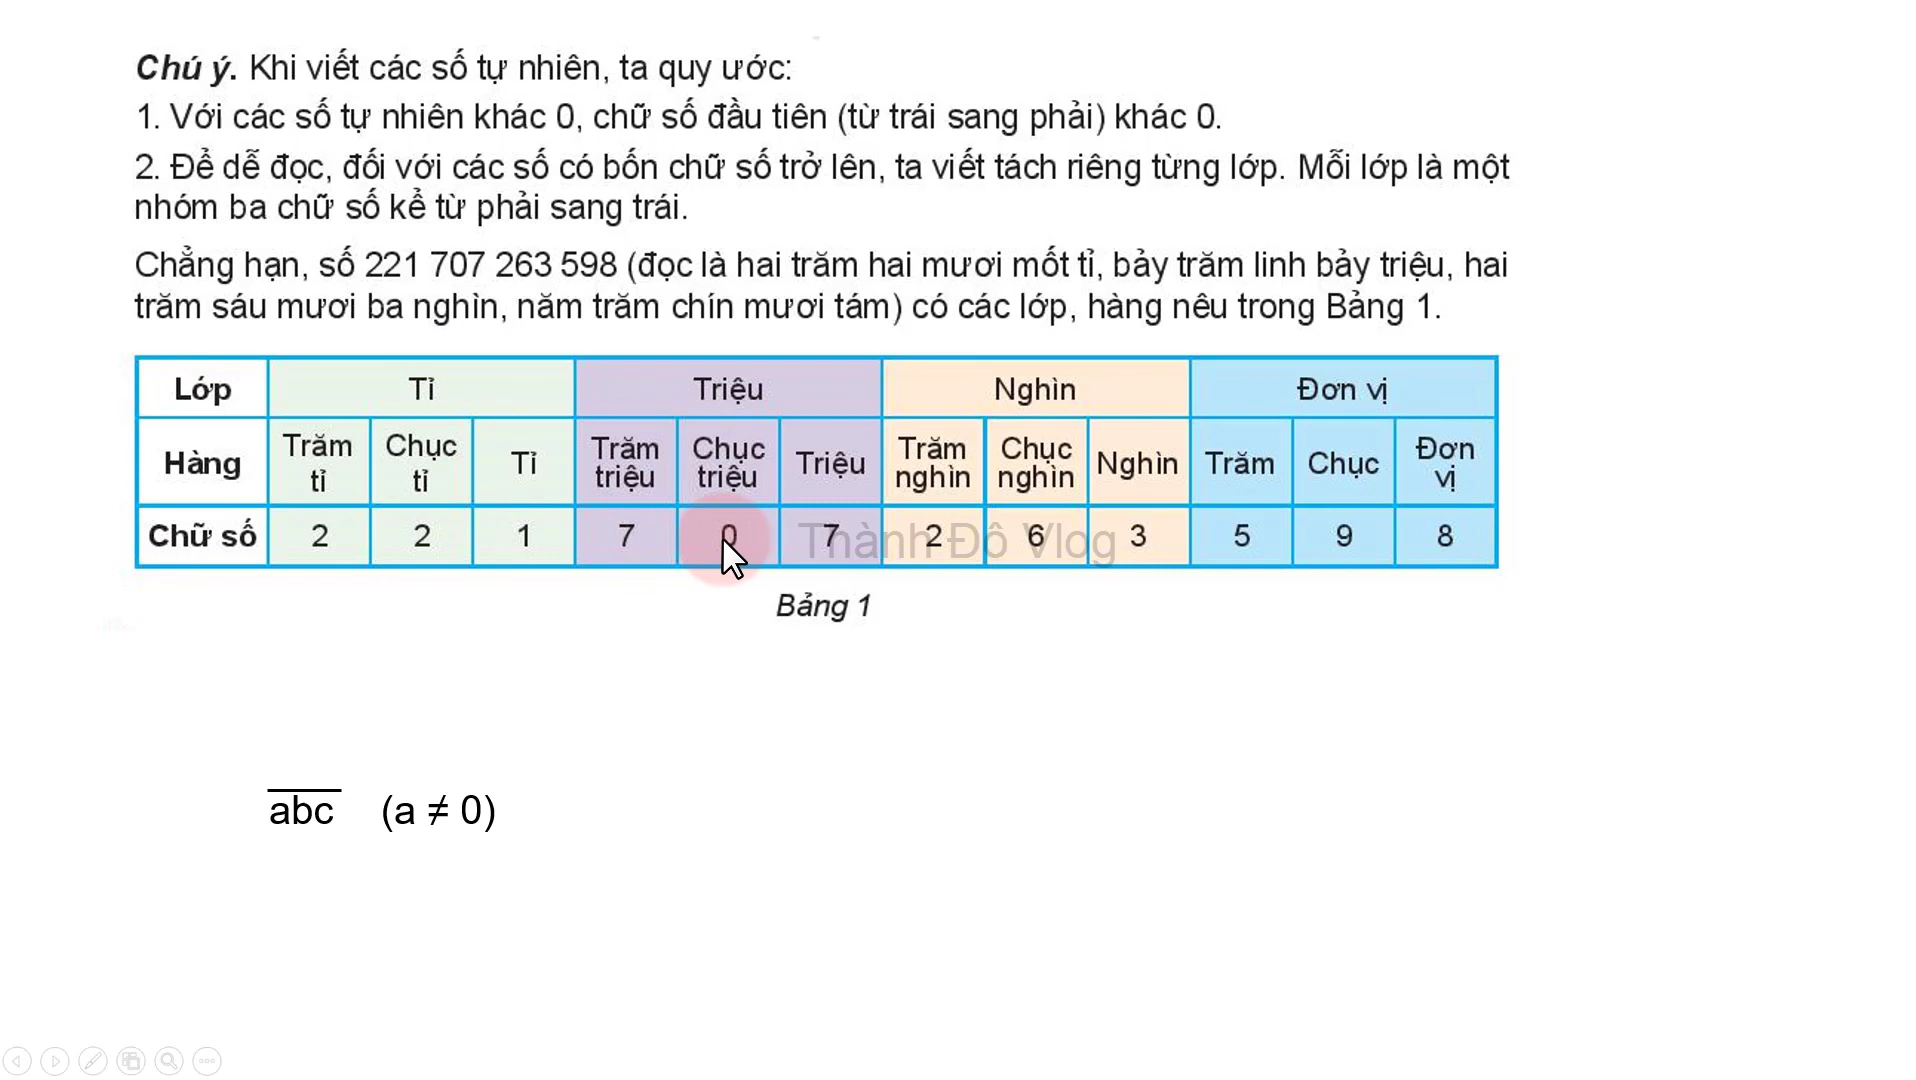 Chú ý. Khi viết các số tự nhiên, ta quy ước:
1. Với các số tự nhiên khác 0, chữ số đầu tiên (từ trái sang phải) khác 0.
2. Để dễ đọc, đối với các số có bốn chữ số trở lên, ta viết tách riêng từng lớp. Mỗi lớp là một
nhóm ba chữ số kể từ phải sang trái.
Chẳng hạn, số 221 707 263 598 (đọc là hai trăm hai mươi mốt tỉ, bảy trăm linh bảy triệu, hai
trăm sáu mươi ba nghìn, năm trăm chín mươi tám) có các lớp, hàng nêu trong Bảng 1.
Lớp Tỉ Triệu Nghìn Đơn vị
Hàng Trăm tỉ Chục tỉ Tỉ Trăm triệu Chục triệu Triệu Trăm nghìn Chục nghìn Nghìn Trăm Chục Đơn vị
Chữ số 2 2 1 7 0 7 2 6 3 5 9 8
Thành Đô Vlog
Bảng 1
a̅b̅c̅ (a ≠ 0)